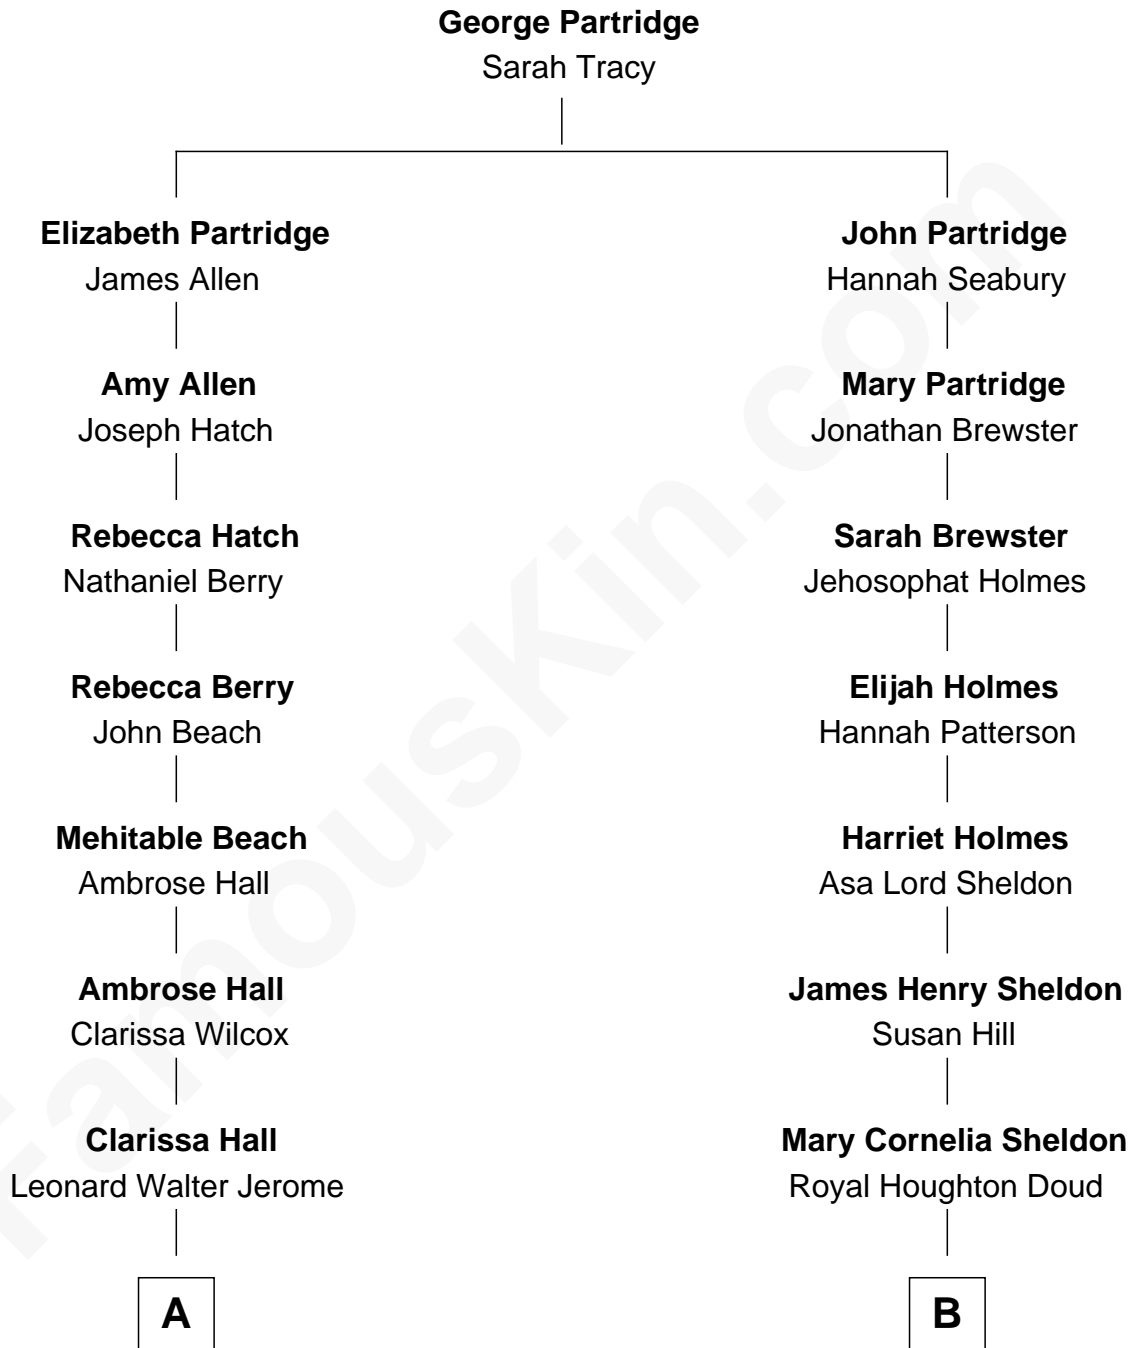 George Partridge
Sarah Tracy
Elizabeth Partridge
James Allen
Amy Allen
Joseph Hatch
Rebecca Hatch
Nathaniel Berry
Rebecca Berry
John Beach
Mehitable Beach
Ambrose Hall
Ambrose Hall
Clarissa Wilcox
Clarissa Hall
Leonard Walter Jerome
A
John Partridge
Hannah Seabury
Mary Partridge
Jonathan Brewster
Sarah Brewster
Jehosophat Holmes
Elijah Holmes
Hannah Patterson
Harriet Holmes
Asa Lord Sheldon
James Henry Sheldon
Susan Hill
Mary Cornelia Sheldon
Royal Houghton Doud
B
FamousKin.com